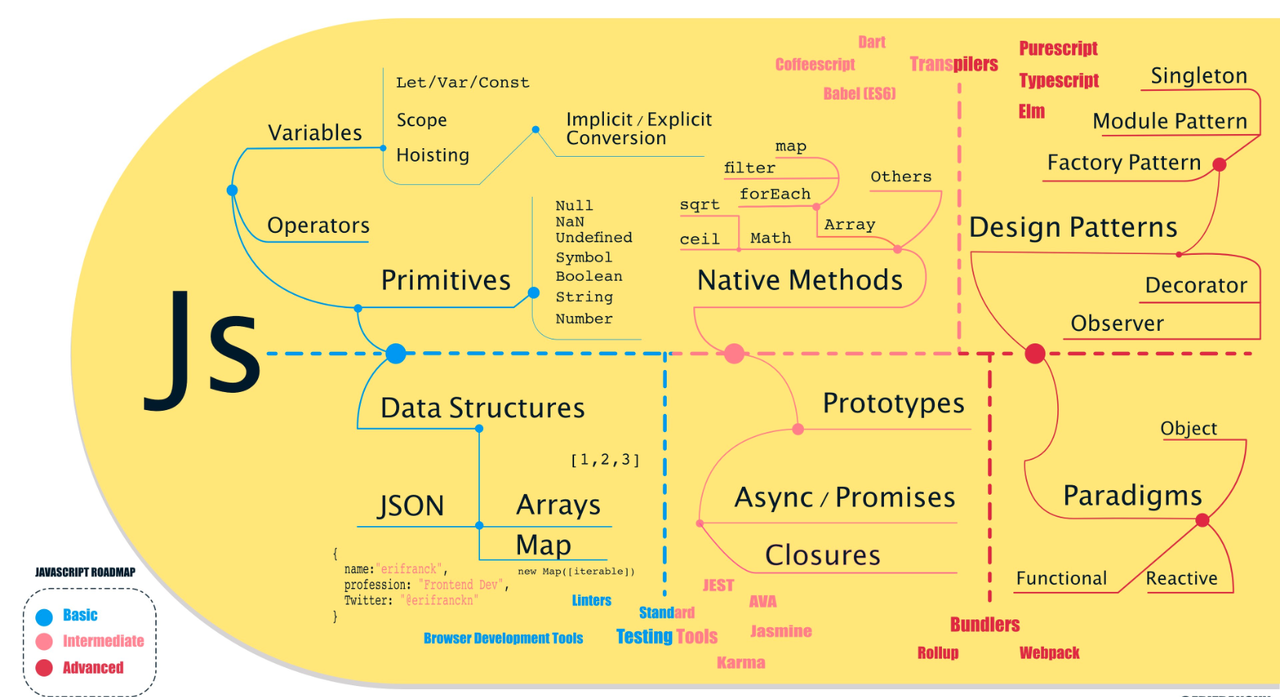 Js
Variables
Let/Var/Const
Scope
Hoisting
Implicit / Explicit
Conversion
Operators
Primitives
Null
NaN
Undefined
Symbol
Boolean
String
Number
Data Structures
[1,2,3]
JSON
Arrays
Map
new Map([iterable])
{
name:"erifranck",
profession: "Frontend Dev",
Twitter: "@erifranckn"
}
Linters
Standard
Browser Development Tools
Testing Tools
JEST
AVA
Jasmine
Karma
Dart
Coffeescript
Transpilers
Babel (ES6)
Purescript
Typescript
Elm
map
filter
forEach
Others
sqrt
Array
ceil
Math
Native Methods
Prototypes
Async / Promises
Closures
Singleton
Module Pattern
Factory Pattern
Design Patterns
Decorator
Observer
Object
Paradigms
Functional
Reactive
Bundlers
Rollup
Webpack
JAVASCRIPT ROADMAP
Basic
Intermediate
Advanced